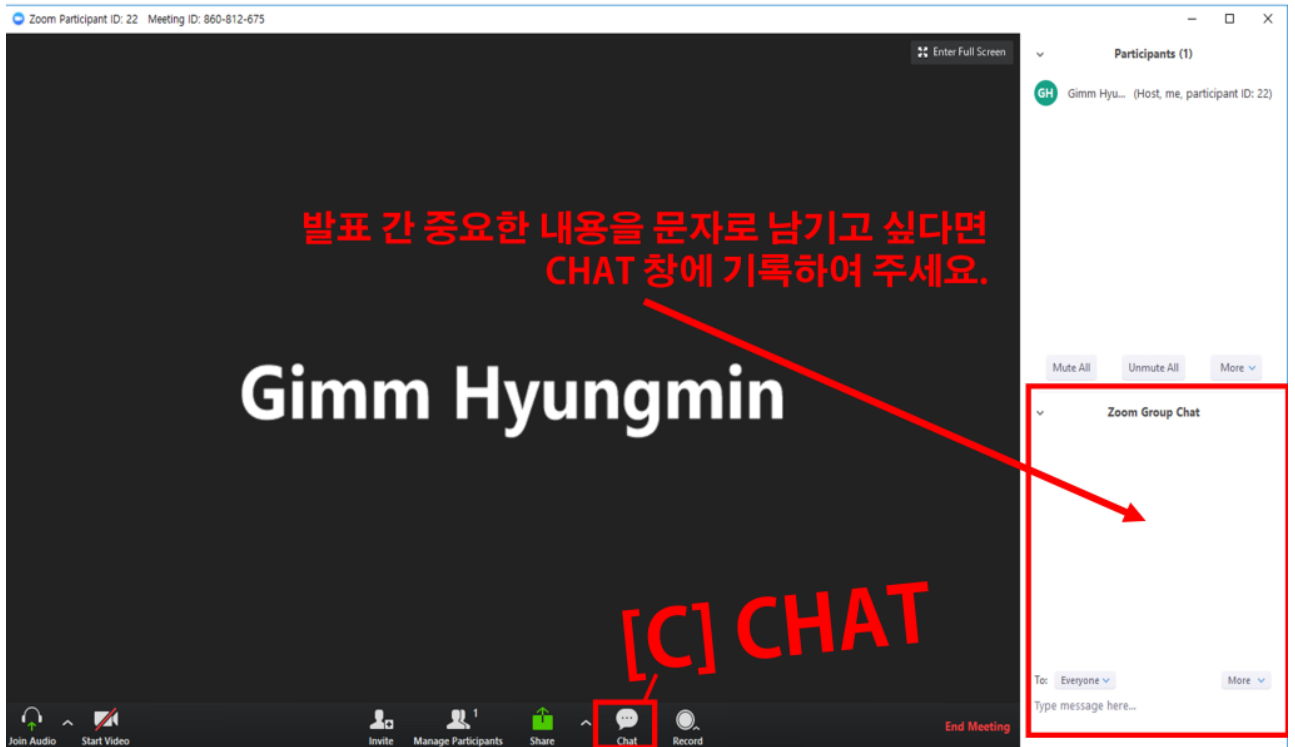 Zoom Participant ID: 22 Meeting ID: 860-812-675
Enter Full Screen
Participants (1)
GH Gimm Hyu... (Host, me, participant ID: 22)
발표 간 중요한 내용을 문자로 남기고 싶다면
CHAT 창에 기록하여 주세요.
Gimm Hyungmin
Mute All Unmute All More
Zoom Group Chat
[C] CHAT
To: Everyone More
Type message here...
1
Join Audio Start Video Invite Manage Participants Share Chat Record End Meeting